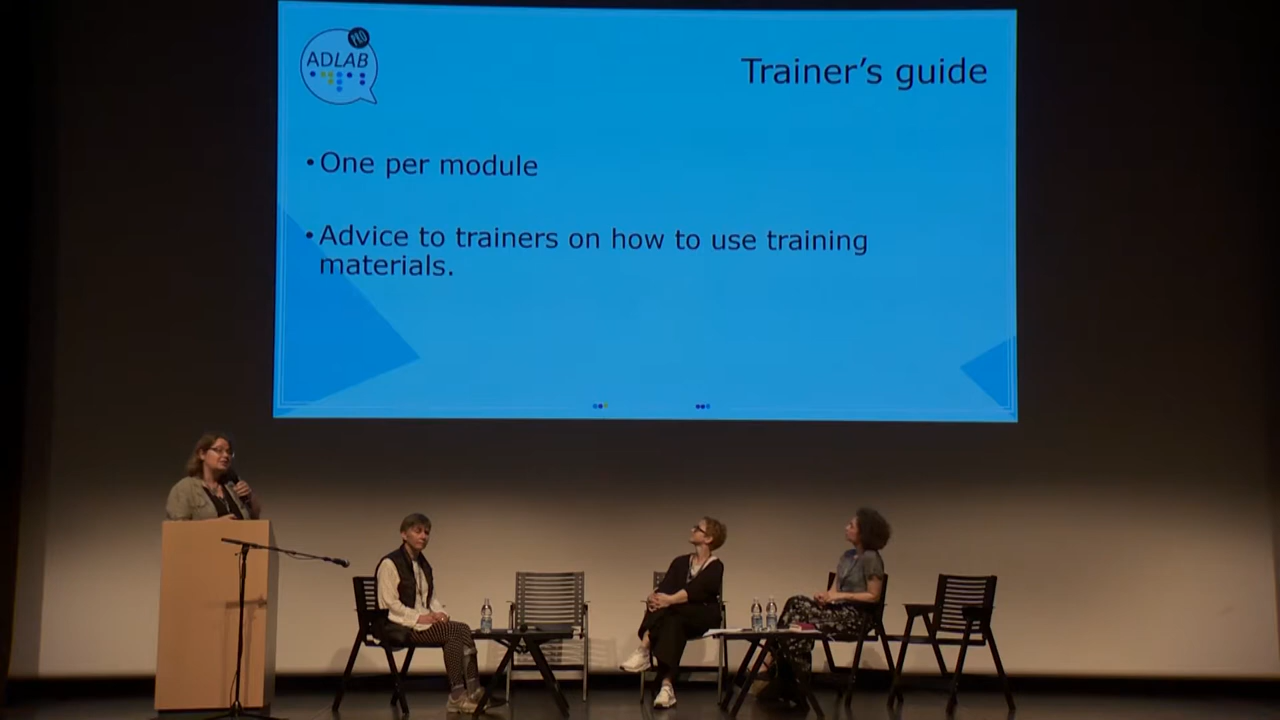 PRO
ADLAB
Trainer's guide
•One per module
•Advice to trainers on how to use training
materials.